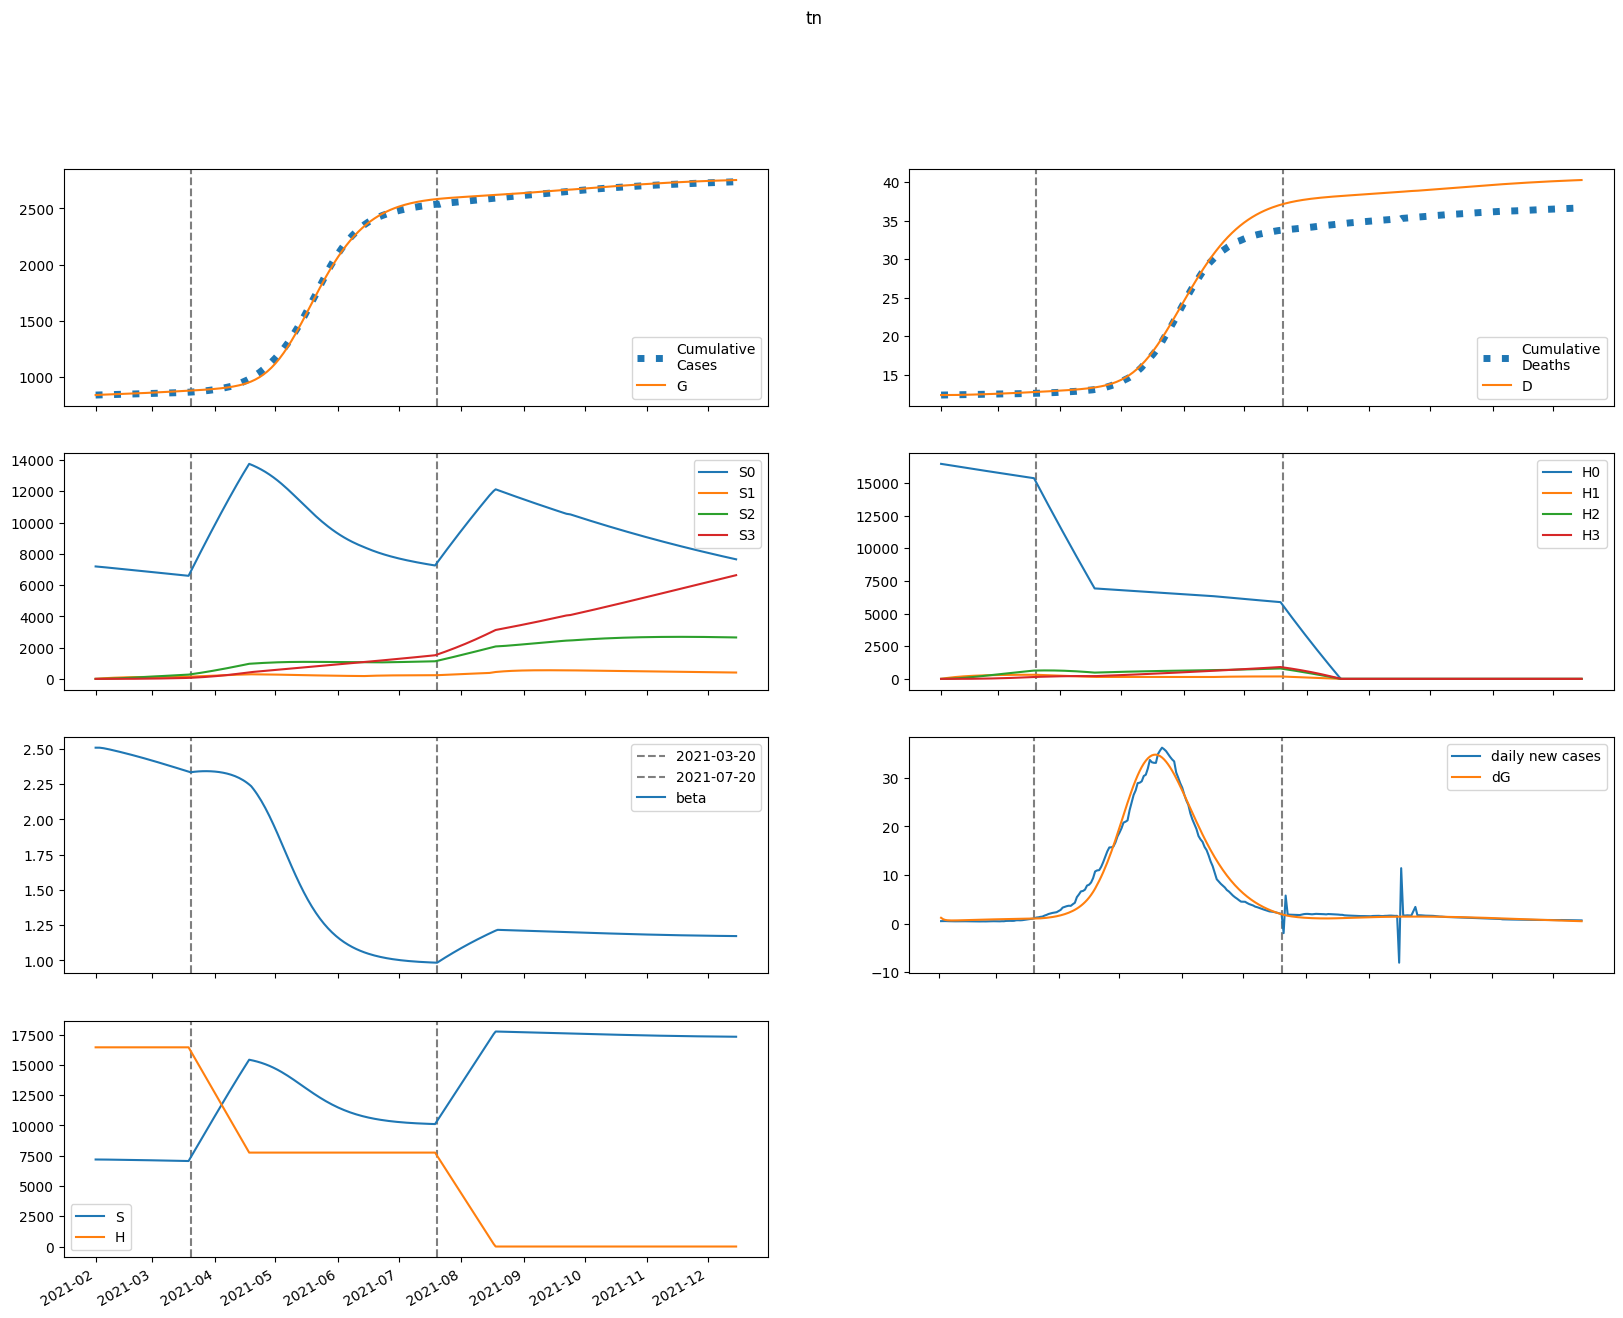 tn
2500
2000
1500
1000
Cumulative
Cases
G
40
35
30
25
20
15
Cumulative
Deaths
D
14000
12000
10000
8000
6000
4000
2000
0
S0
S1
S2
S3
15000
12500
10000
7500
5000
2500
0
H0
H1
H2
H3
2.50
2.25
2.00
1.75
1.50
1.25
1.00
2021-03-20
2021-07-20
beta
30
20
10
0
−10
daily new cases
dG
17500
15000
12500
10000
7500
5000
2500
0
S
H
2021-02
2021-03
2021-04
2021-05
2021-06
2021-07
2021-08
2021-09
2021-10
2021-11
2021-12